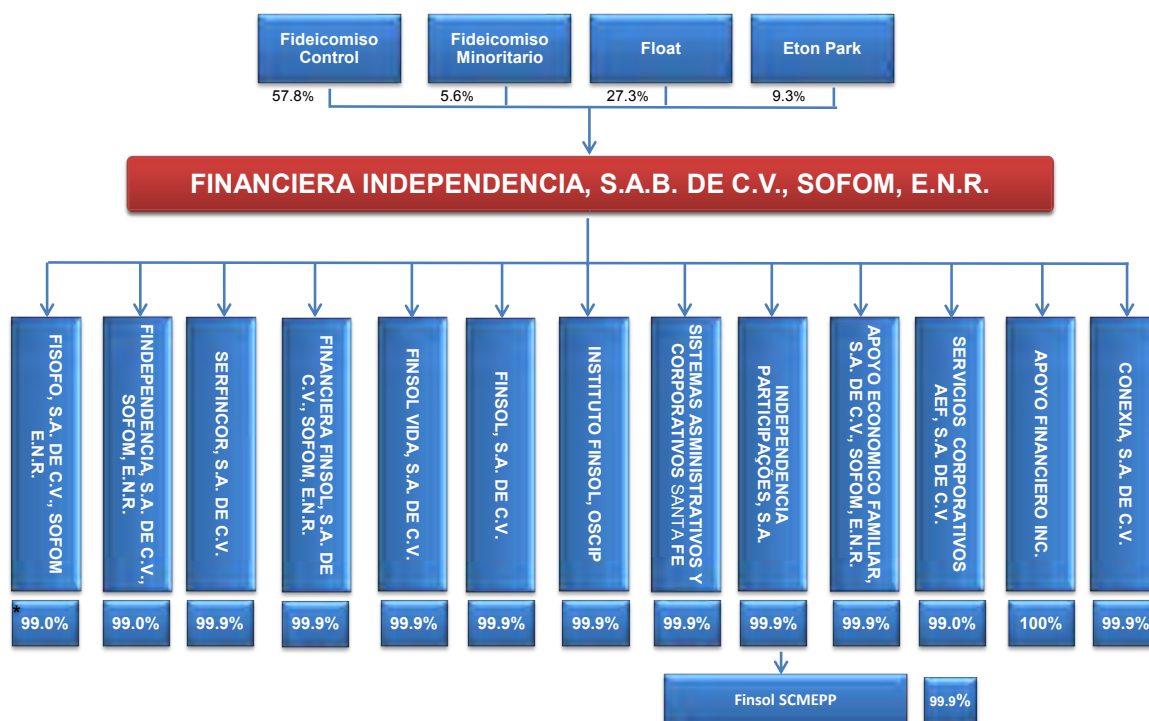 Fideicomiso
Control
Fideicomiso
Minoritario
Float
Eton Park
57.8%
5.6%
27.3%
9.3%
FINANCIERA INDEPENDENCIA, S.A.B. DE C.V., SOFOM, E.N.R.
FISOFO, S.A. DE C.V., SOFOM
E.N.R.
FINDEPENDENCIA, S.A. DE C.V.,
SOFOM, E.N.R.
SERFINCOR, S.A. DE C.V.
FINANCIERA FINSOL, S.A. DE
C.V., SOFOM, E.N.R.
FINSOL VIDA, S.A. DE C.V.
FINSOL, S.A. DE C.V.
INSTITUTO FINSOL, OSCIP
SISTEMAS ASMINISTRATIVOS Y
CORPORATIVOS SANTA FE
INDEPENDENCIA
PARTICIPAÇÕES, S.A.
APOYO ECONOMICO FAMILIAR,
S.A. DE C.V., SOFOM, E.N.R.
SERVICIOS CORPORATIVOS
AEF, S.A. DE C.V.
APOYO FINANCIERO INC.
CONEXIA, S.A. DE C.V.
*
99.0%
99.0%
99.9%
99.9%
99.9%
99.9%
99.9%
99.9%
99.9%
99.9%
99.0%
100%
99.9%
Finsol SCMEPP
99.9%